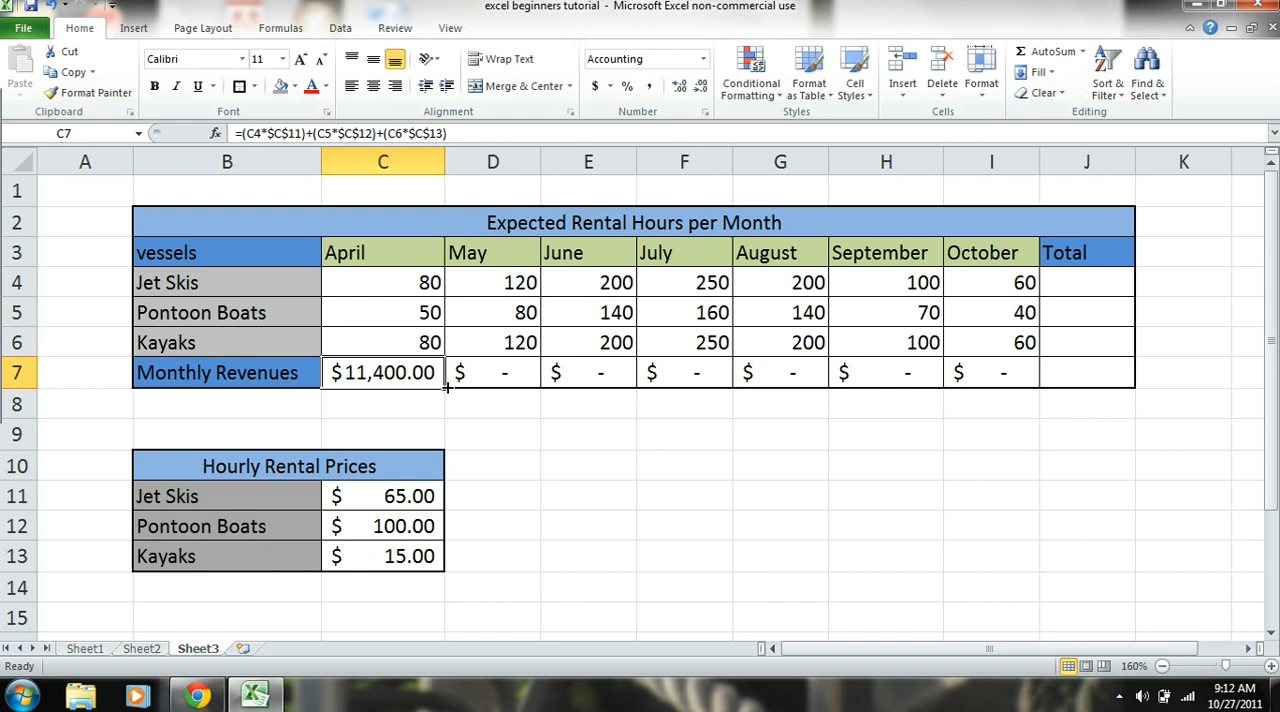 excel beginners tutorial - Microsoft Excel non-commercial use
File Home Insert Page Layout Formulas Data Review View
Paste
Cut
Copy
Format Painter
Clipboard
Calibri 11 A A
B I U A
Font
Wrap Text
Merge & Center
Alignment
Accounting
$ % , .00 .0
Number
Conditional Formatting
Format as Table
Cell Styles
Styles
Insert Delete Format
Cells
Σ AutoSum
Fill
Clear
Sort & Filter
Find & Select
Editing
C7 fx =(C4*$C$11)+(C5*$C$12)+(C6*$C$13)
A B C D E F G H I J K
1
2 Expected Rental Hours per Month
3 vessels April May June July August September October Total
4 Jet Skis 80 120 200 250 200 100 60
5 Pontoon Boats 50 80 140 160 140 70 40
6 Kayaks 80 120 200 250 200 100 60
7 Monthly Revenues $11,400.00 $ - $ - $ - $ - $ - $ -
8
9
10 Hourly Rental Prices
11 Jet Skis $ 65.00
12 Pontoon Boats $ 100.00
13 Kayaks $ 15.00
14
15
Sheet1 Sheet2 Sheet3
Ready 160%
9:12 AM
10/27/2011